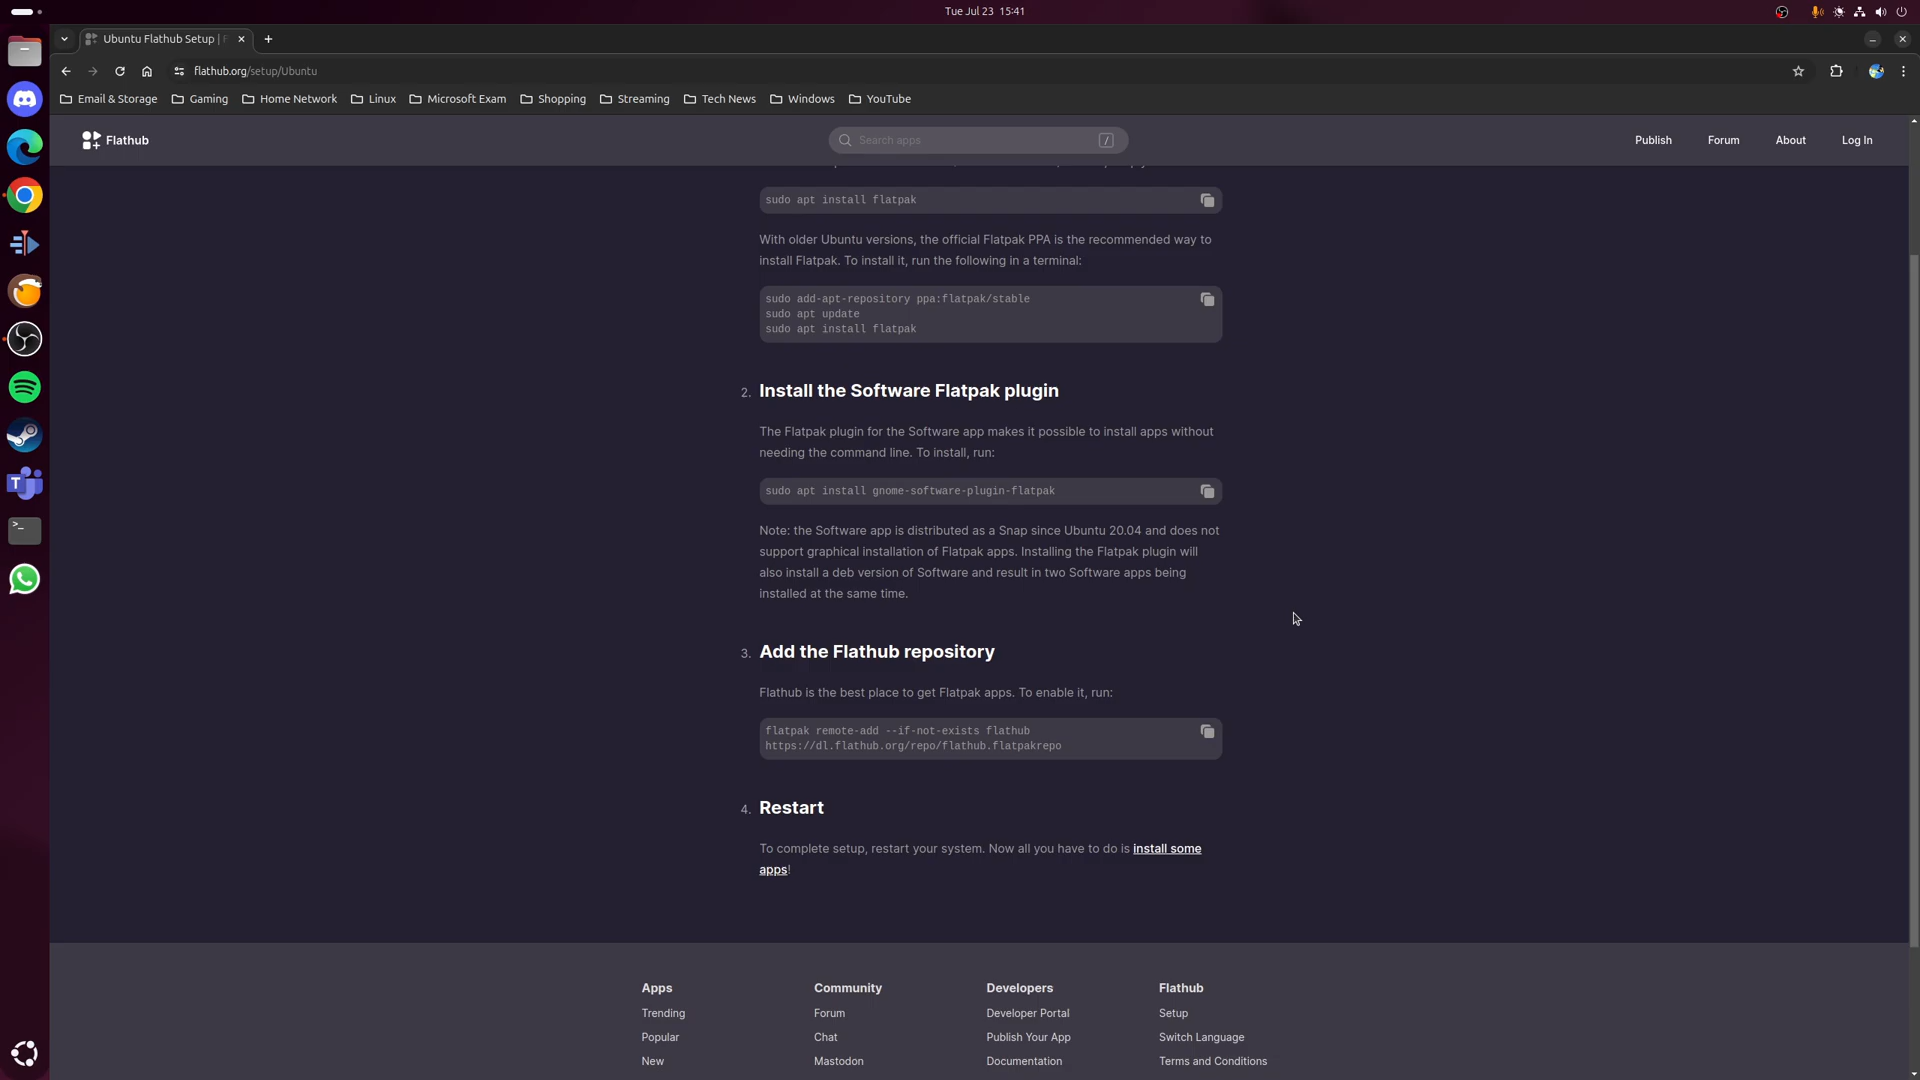 Tue Jul 23 15:41
Ubuntu Flathub Setup | F
flathub.org/setup/Ubuntu
Email & Storage Gaming Home Network Linux Microsoft Exam Shopping Streaming Tech News Windows YouTube
Flathub Search apps / Publish Forum About Log In
sudo apt install flatpak
With older Ubuntu versions, the official Flatpak PPA is the recommended way to
install Flatpak. To install it, run the following in a terminal:
sudo add-apt-repository ppa:flatpak/stable
sudo apt update
sudo apt install flatpak
2. Install the Software Flatpak plugin
The Flatpak plugin for the Software app makes it possible to install apps without
needing the command line. To install, run:
sudo apt install gnome-software-plugin-flatpak
Note: the Software app is distributed as a Snap since Ubuntu 20.04 and does not
support graphical installation of Flatpak apps. Installing the Flatpak plugin will
also install a deb version of Software and result in two Software apps being
installed at the same time.
3. Add the Flathub repository
Flathub is the best place to get Flatpak apps. To enable it, run:
flatpak remote-add --if-not-exists flathub
https://dl.flathub.org/repo/flathub.flatpakrepo
4. Restart
To complete setup, restart your system. Now all you have to do is install some
apps!
Apps Community Developers Flathub
Trending Forum Developer Portal Setup
Popular Chat Publish Your App Switch Language
New Mastodon Documentation Terms and Conditions